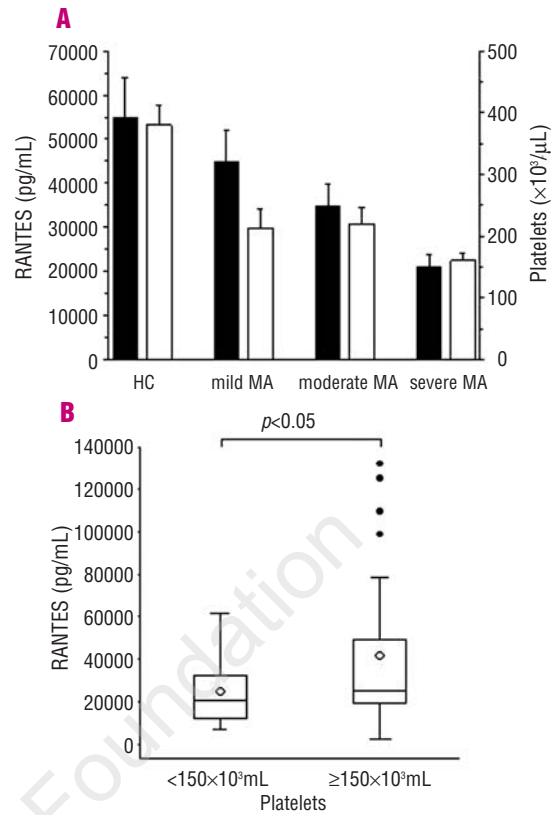 A
70000
60000
50000
40000
30000
20000
10000
0
RANTES (pg/mL)
500
400
300
200
100
0
Platelets (×10³/μL)
HC mild MA moderate MA severe MA
B
p<0.05
140000
120000
100000
80000
60000
40000
20000
0
RANTES (pg/mL)
<150×10³mL ≥150×10³mL
Platelets
Foundation